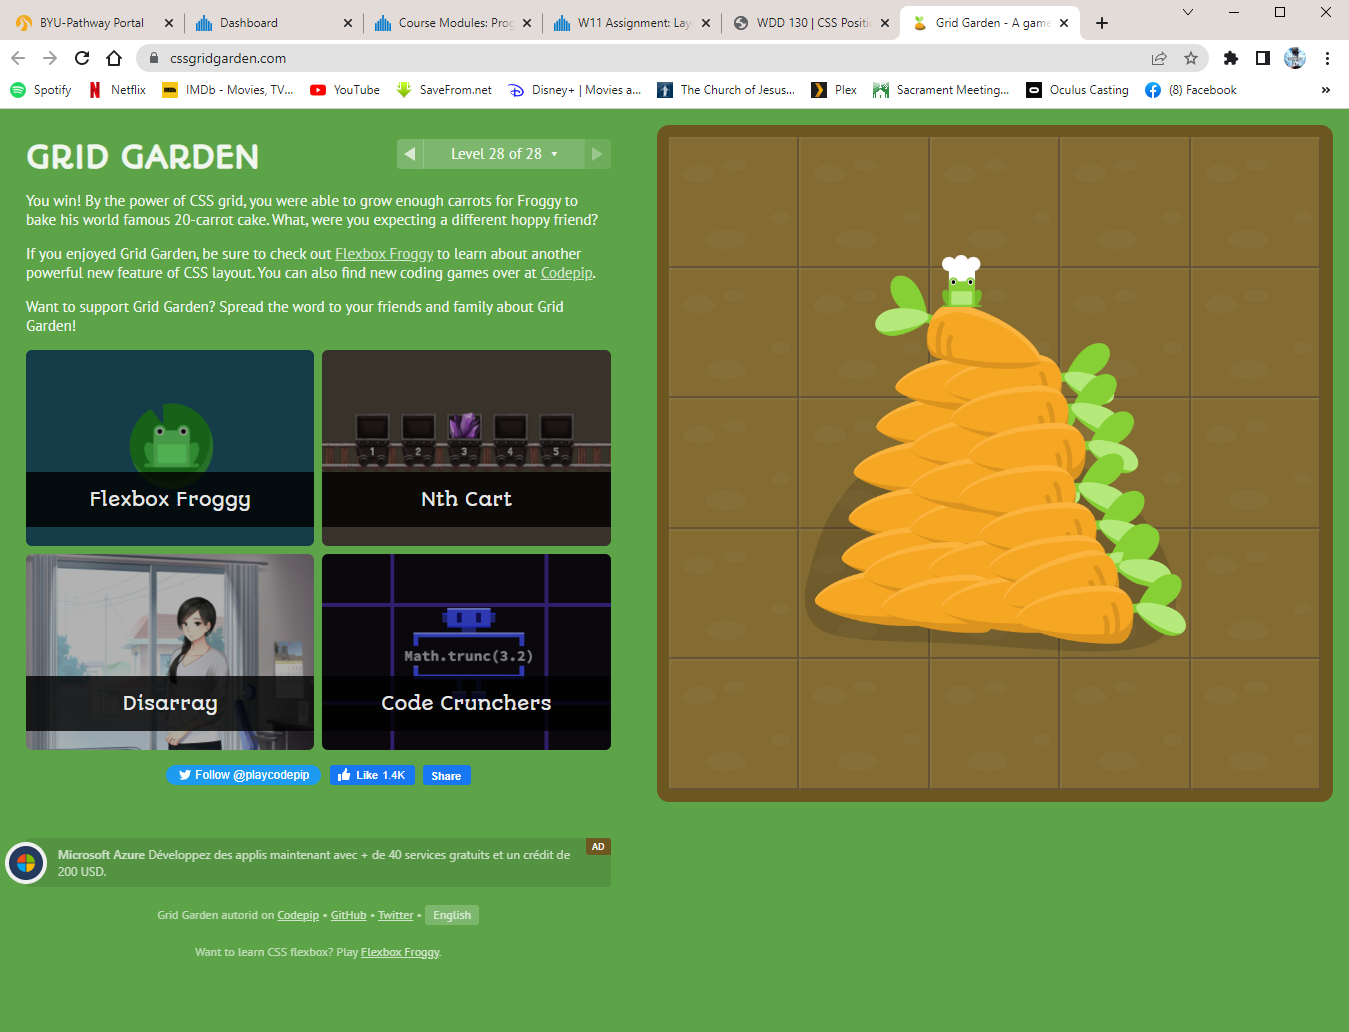 BYU-Pathway Portal
Dashboard
Course Modules: Prog
W11 Assignment: Lay
WDD 130 | CSS Positi
Grid Garden - A game
cssgridgarden.com
Spotify
Netflix
IMDb - Movies, TV...
YouTube
SaveFrom.net
Disney+ | Movies a...
The Church of Jesus...
Plex
Sacrament Meeting...
Oculus Casting
(8) Facebook
»
GRID GARDEN
Level 28 of 28
You win! By the power of CSS grid, you were able to grow enough carrots for Froggy to
bake his world famous 20-carrot cake. What, were you expecting a different hoppy friend?
If you enjoyed Grid Garden, be sure to check out Flexbox Froggy to learn about another
powerful new feature of CSS layout. You can also find new coding games over at Codepip.
Want to support Grid Garden? Spread the word to your friends and family about Grid
Garden!
1 2 3 4 5
Flexbox Froggy
Nth Cart
Math.trunc(3.2)
Disarray
Code Crunchers
Follow @playcodepip
Like 1.4K
Share
AD
Microsoft Azure Développez des applis maintenant avec + de 40 services gratuits et un crédit de
200 USD.
Grid Garden autorid on Codepip • GitHub • Twitter • English
Want to learn CSS flexbox? Play Flexbox Froggy.